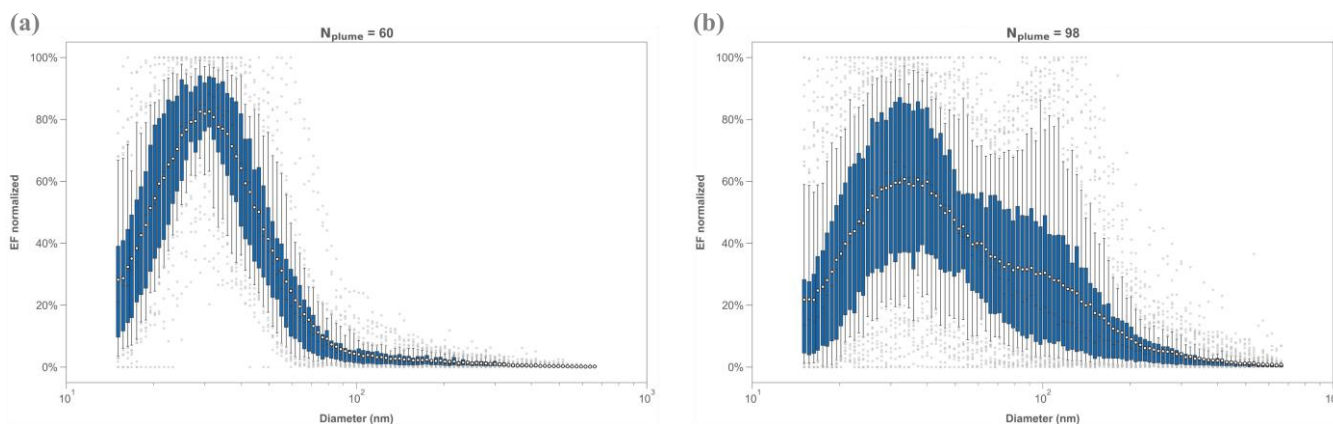 (a)
N_plume = 60
100%
80%
60%
40%
20%
0%
EF normalized
10^1
10^2
10^3
Diameter (nm)
(b)
N_plume = 98
100%
80%
60%
40%
20%
0%
EF normalized
10^1
10^2
10
Diameter (nm)